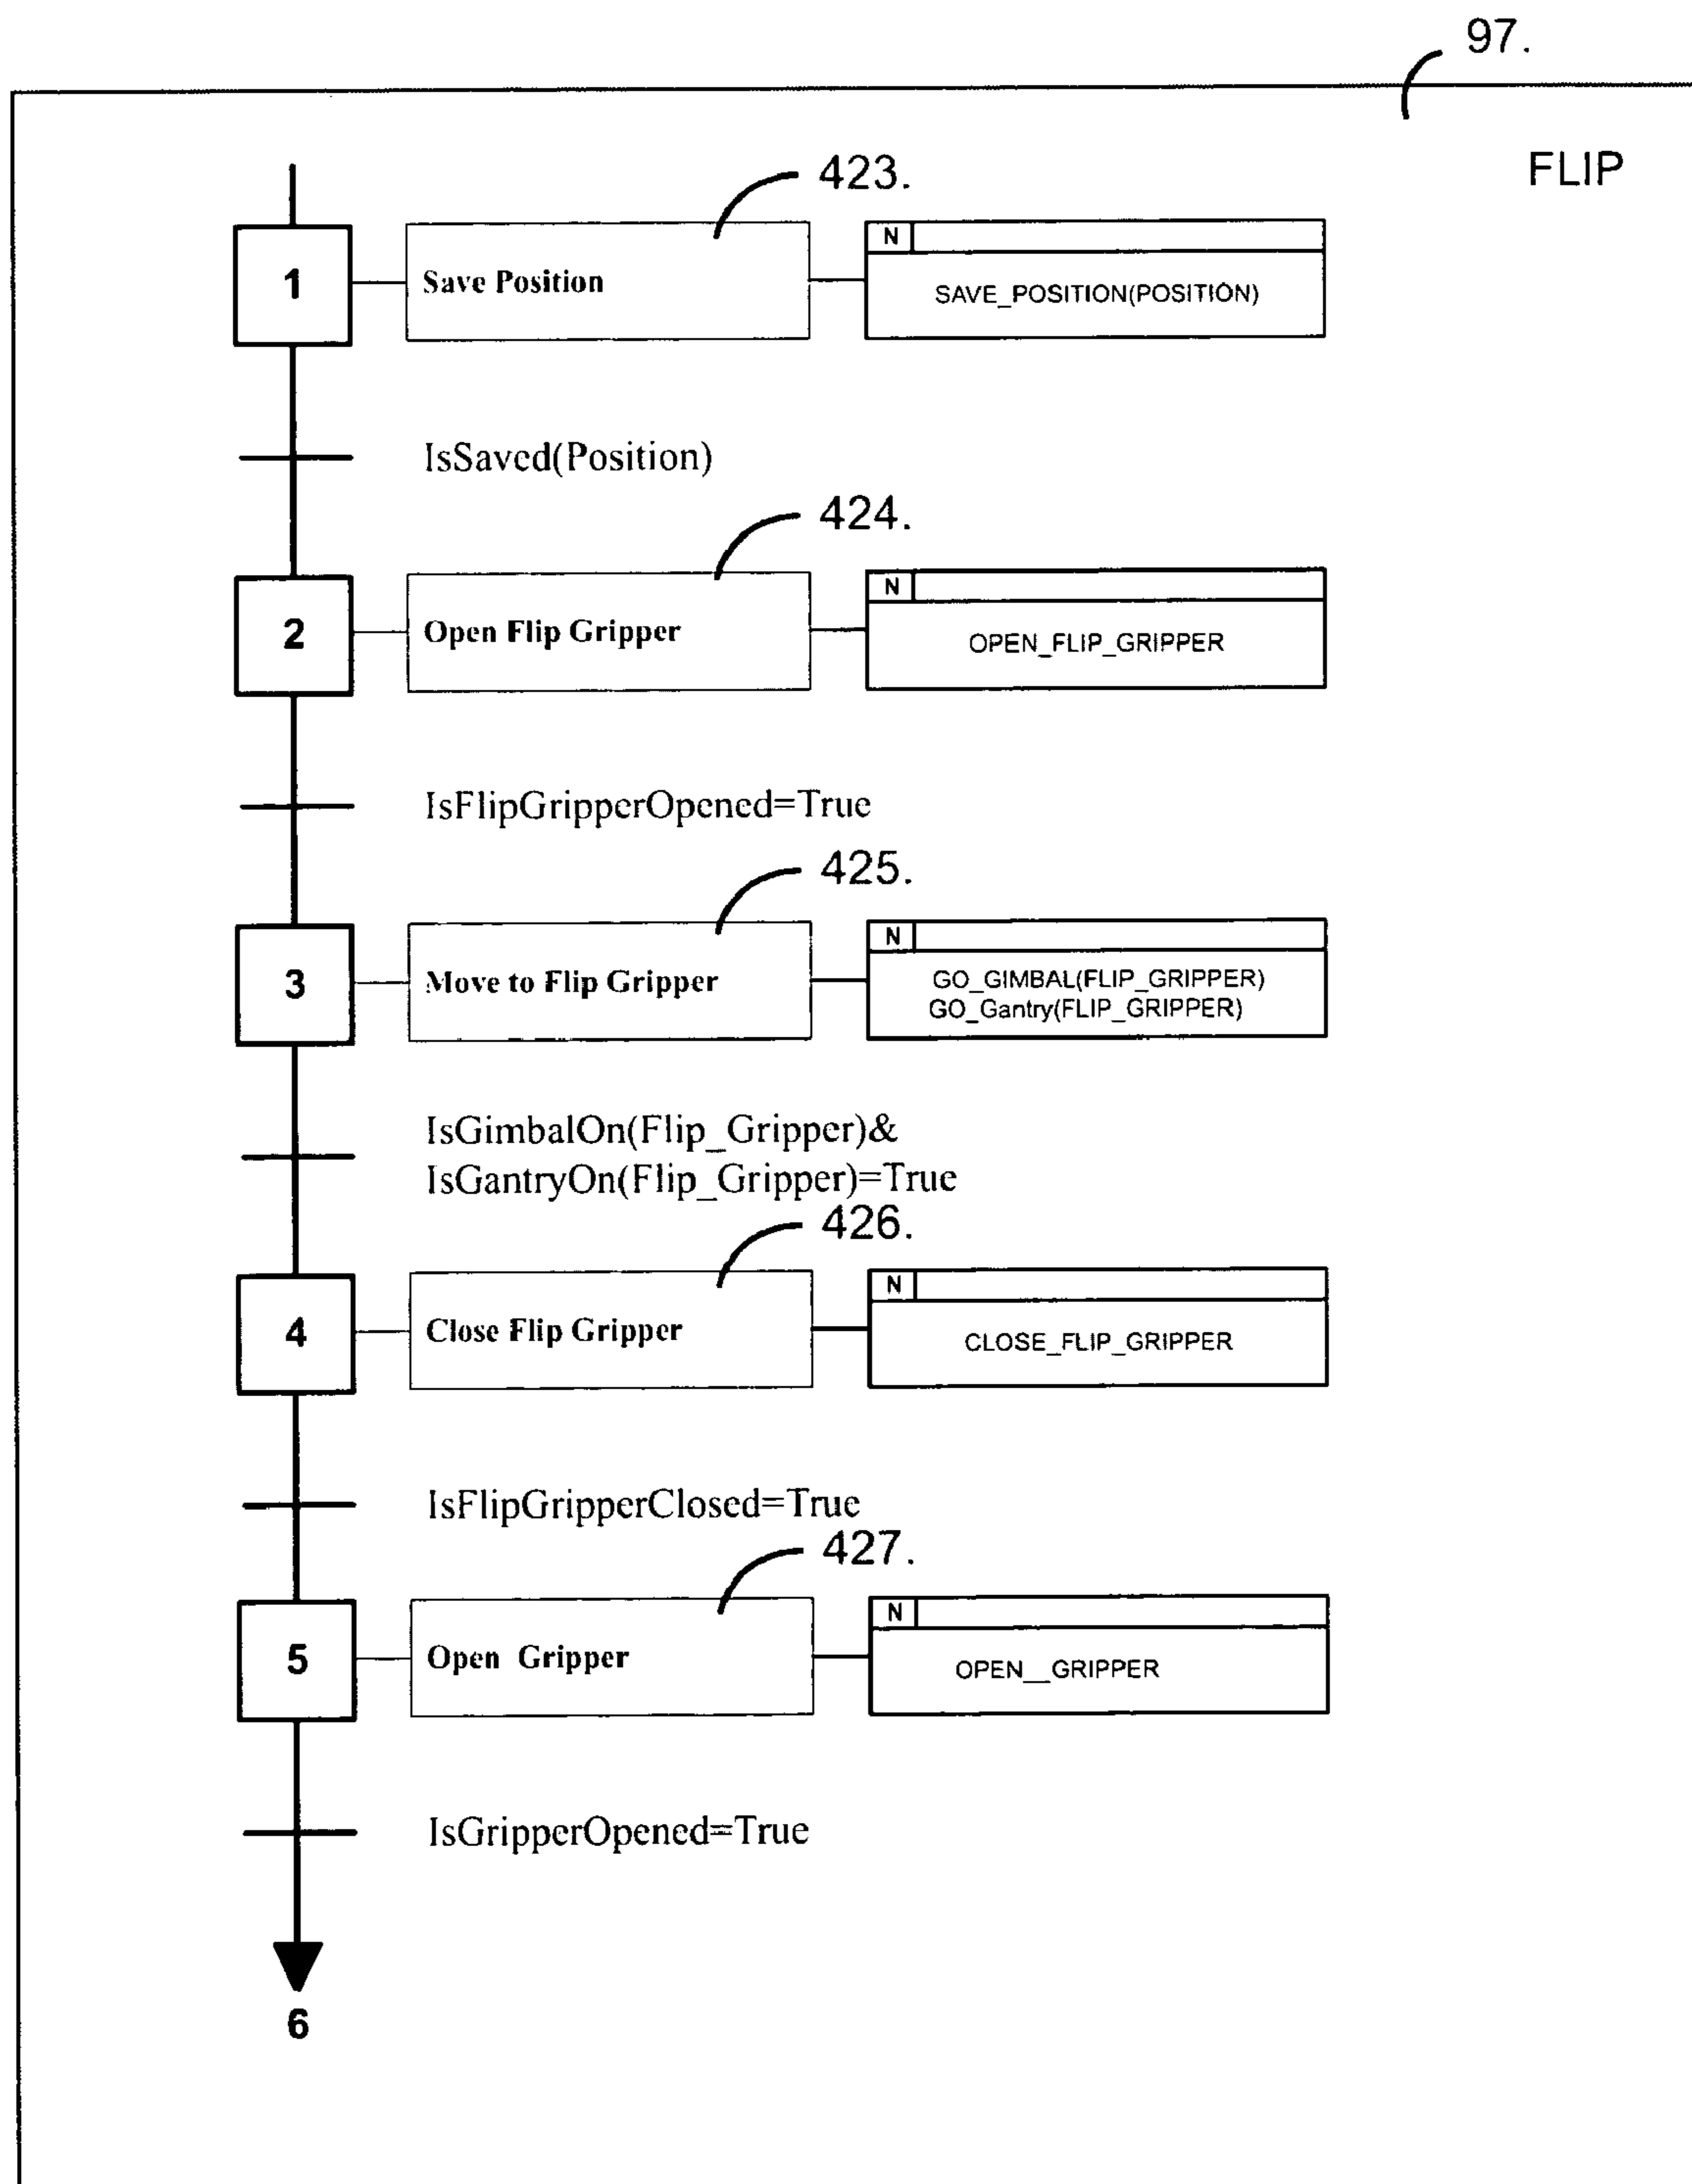 97.
FLIP
423.
1
Save Position
N
SAVE_POSITION(POSITION)
IsSaved(Position)
424.
2
Open Flip Gripper
N
OPEN_FLIP_GRIPPER
IsFlipGripperOpened=True
425.
3
Move to Flip Gripper
N
GO_GIMBAL(FLIP_GRIPPER)
GO_Gantry(FLIP_GRIPPER)
IsGimbalOn(Flip_Gripper)&
IsGantryOn(Flip_Gripper)=True
426.
4
Close Flip Gripper
N
CLOSE_FLIP_GRIPPER
IsFlipGripperClosed=True
427.
5
Open Gripper
N
OPEN__GRIPPER
IsGripperOpened=True
6